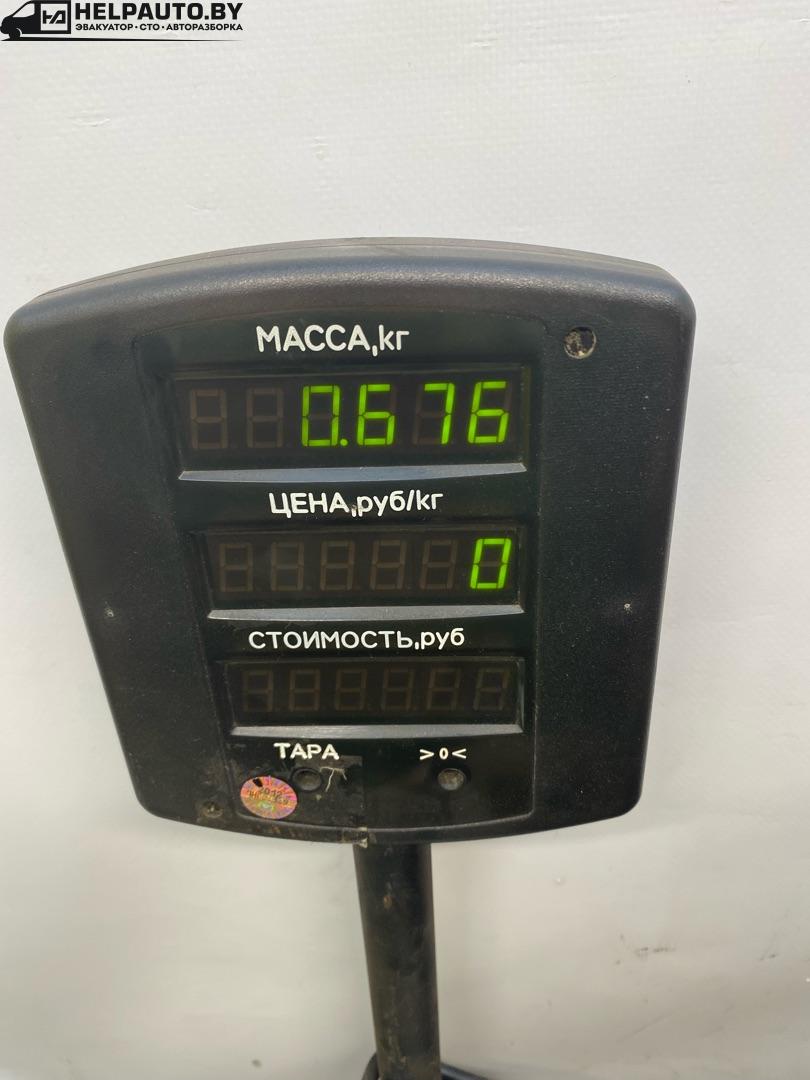 HELPAUTO.BY
ЭВАКУАТОР • СТО • АВТОРАЗБОРКА
МАССА,кг
0.676
ЦЕНА,руб/кг
0
СТОИМОСТЬ,руб
ТАРА >0<